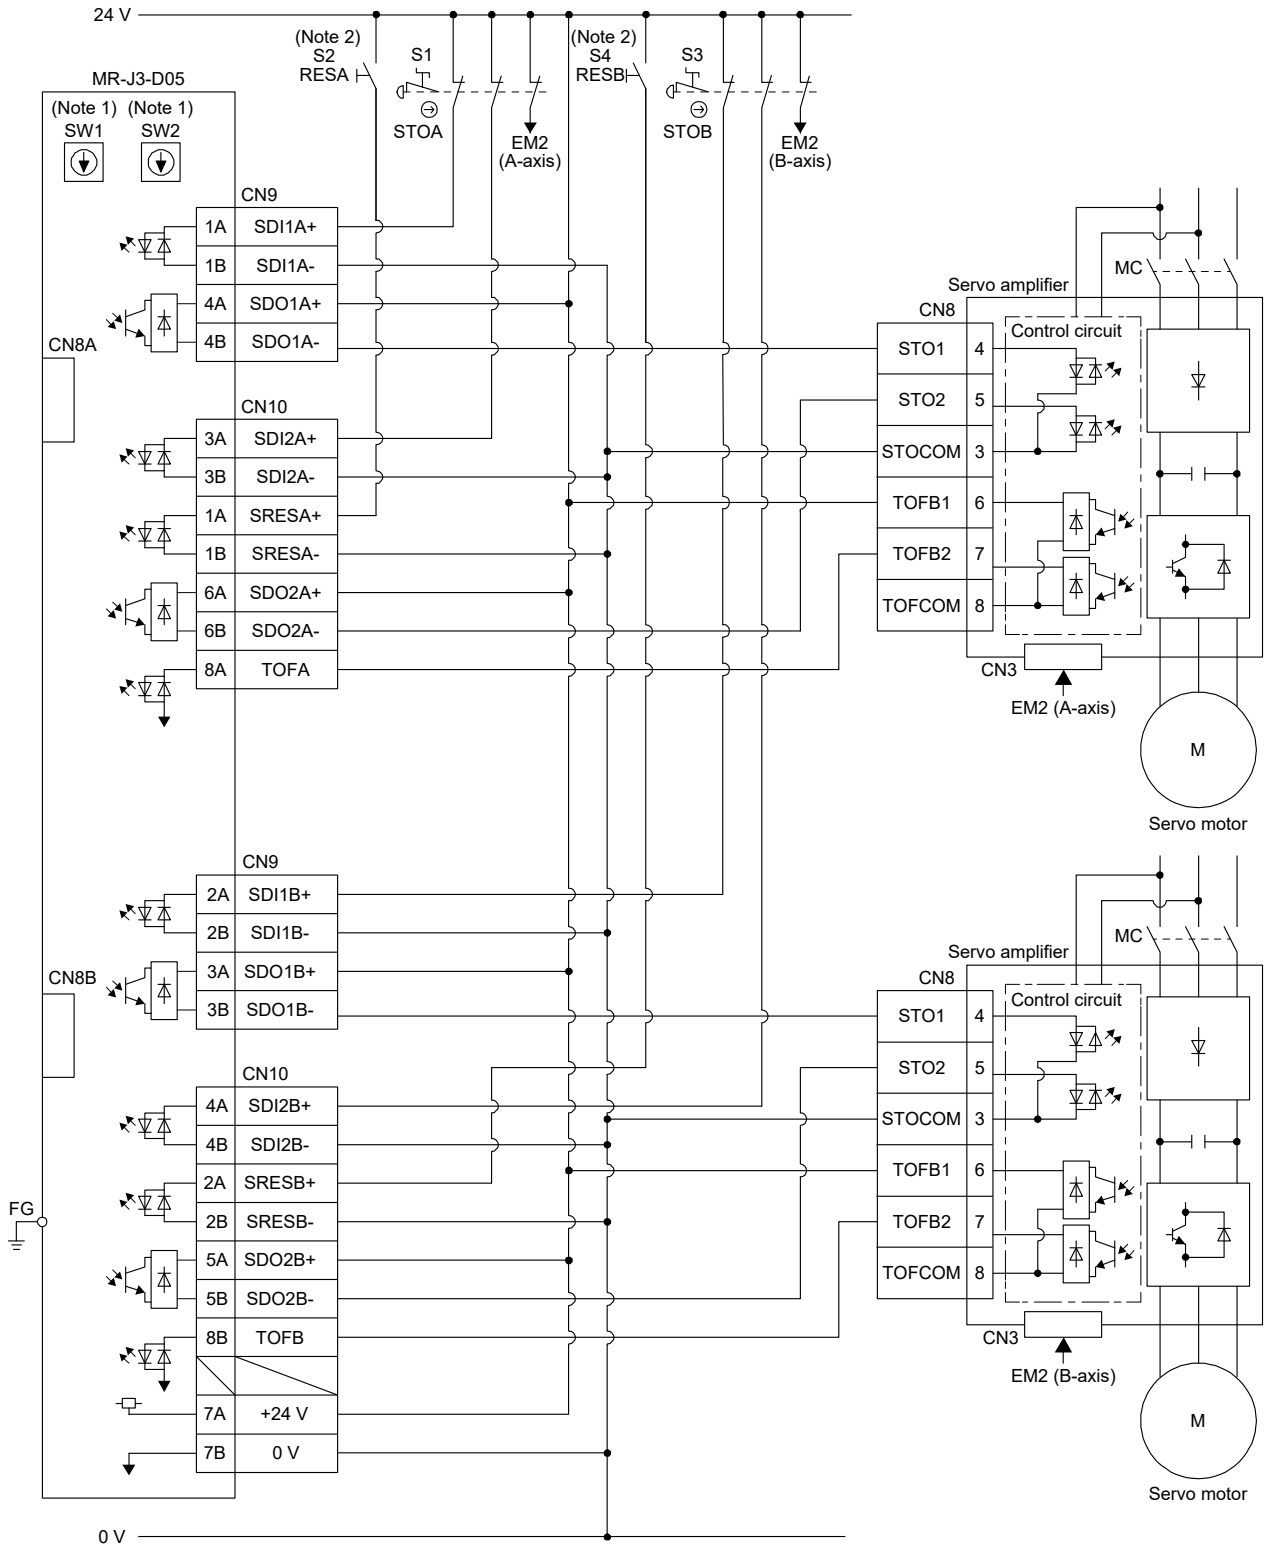 24 V
(Note 2)
S2
RESA
S1
STOA
EM2
(A-axis)
(Note 2)
S4
RESB
S3
STOB
EM2
(B-axis)
MR-J3-D05
(Note 1) (Note 1)
SW1 SW2
CN9
1A SDI1A+
1B SDI1A-
4A SDO1A+
4B SDO1A-
CN8A
CN10
3A SDI2A+
3B SDI2A-
1A SRESA+
1B SRESA-
6A SDO2A+
6B SDO2A-
8A TOFA
MC
Servo amplifier
CN8
Control circuit
STO1 4
STO2 5
STOCOM 3
TOFB1 6
TOFB2 7
TOFCOM 8
CN3
EM2 (A-axis)
M
Servo motor
CN9
2A SDI1B+
2B SDI1B-
3A SDO1B+
3B SDO1B-
CN8B
CN10
4A SDI2B+
4B SDI2B-
2A SRESB+
2B SRESB-
5A SDO2B+
5B SDO2B-
8B TOFB
7A +24 V
7B 0 V
FG
MC
Servo amplifier
CN8
Control circuit
STO1 4
STO2 5
STOCOM 3
TOFB1 6
TOFB2 7
TOFCOM 8
CN3
EM2 (B-axis)
M
Servo motor
0 V